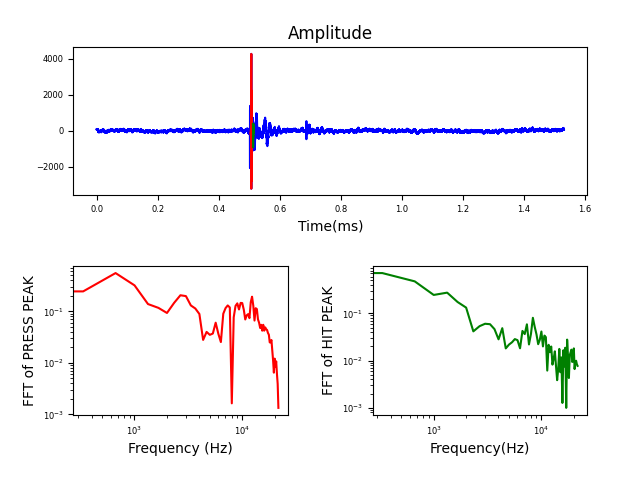 Amplitude
4000
2000
0
−2000
0.0 0.2 0.4 0.6 0.8 1.0 1.2 1.4 1.6
Time(ms)
FFT of PRESS PEAK
10⁻¹
10⁻²
10⁻³
10³ 10⁴
Frequency (Hz)
FFT of HIT PEAK
10⁻¹
10⁻²
10⁻³
10³ 10⁴
Frequency(Hz)